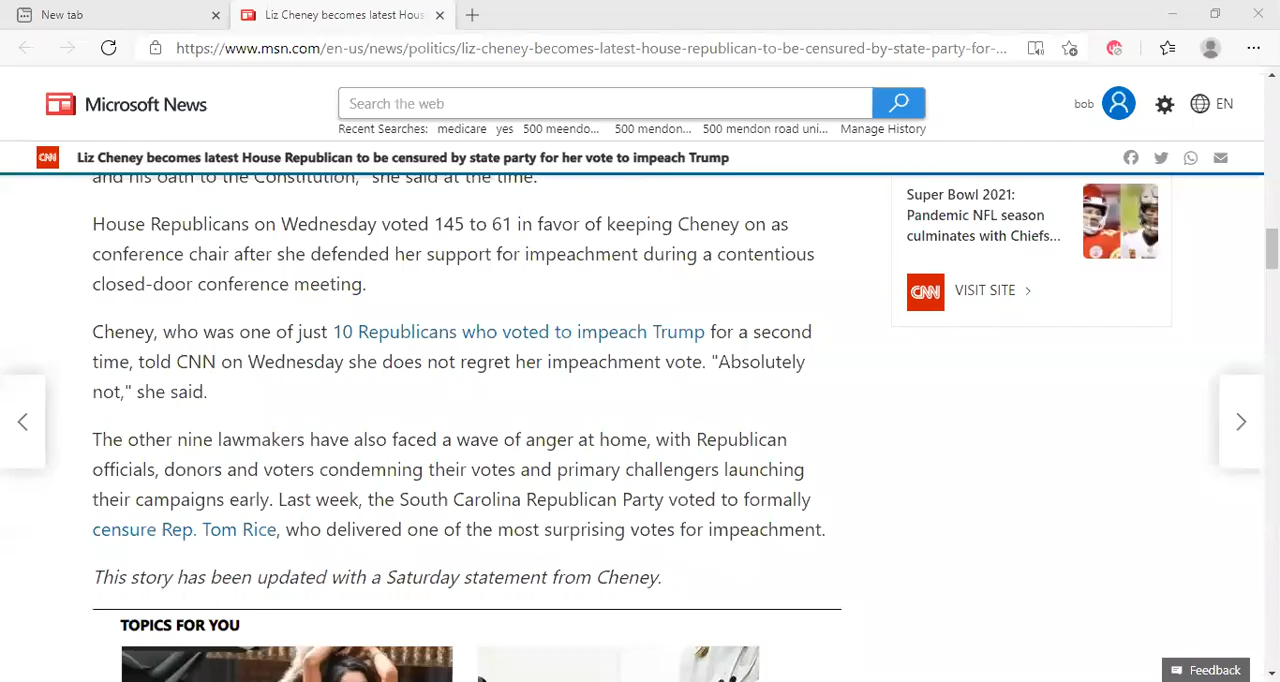 New tab
Liz Cheney becomes latest Hous
https://www.msn.com/en-us/news/politics/liz-cheney-becomes-latest-house-republican-to-be-censured-by-state-party-for-...
Microsoft News
Search the web
bob
EN
Recent Searches: medicare yes 500 meendo... 500 mendon... 500 mendon road uni... Manage History
CNN
Liz Cheney becomes latest House Republican to be censured by state party for her vote to impeach Trump
and his oath to the Constitution," she said at the time.
House Republicans on Wednesday voted 145 to 61 in favor of keeping Cheney on as
conference chair after she defended her support for impeachment during a contentious
closed-door conference meeting.
Cheney, who was one of just 10 Republicans who voted to impeach Trump for a second
time, told CNN on Wednesday she does not regret her impeachment vote. "Absolutely
not," she said.
The other nine lawmakers have also faced a wave of anger at home, with Republican
officials, donors and voters condemning their votes and primary challengers launching
their campaigns early. Last week, the South Carolina Republican Party voted to formally
censure Rep. Tom Rice, who delivered one of the most surprising votes for impeachment.
This story has been updated with a Saturday statement from Cheney.
TOPICS FOR YOU
Super Bowl 2021:
Pandemic NFL season
culminates with Chiefs...
CNN
VISIT SITE
Feedback